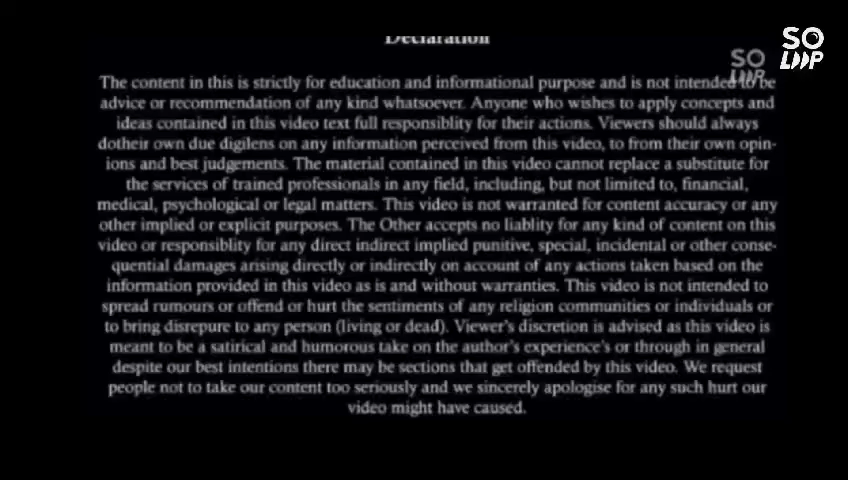 Declaration
SO
LOOP
SO
LOOP
The content in this is strictly for education and informational purpose and is not intended to be
advice or recommendation of any kind whatsoever. Anyone who wishes to apply concepts and
ideas contained in this video text full responsiblity for their actions. Viewers should always
dotheir own due digilens on any information perceived from this video, to from their own opin-
ions and best judgements. The material contained in this video cannot replace a substitute for
the services of trained professionals in any field, including, but not limited to, financial,
medical, psychological or legal matters. This video is not warranted for content accuracy or any
other implied or explicit purposes. The Other accepts no liablity for any kind of content on this
video or responsiblity for any direct indirect implied punitive, special, incidental or other conse-
quential damages arising directly or indirectly on account of any actions taken based on the
information provided in this video as is and without warranties. This video is not intended to
spread rumours or offend or hurt the sentiments of any religion communities or individuals or
to bring disrepure to any person (living or dead). Viewer's discretion is advised as this video is
meant to be a satirical and humorous take on the author's experience's or through in general
despite our best intentions there may be sections that get offended by this video. We request
people not to take our content too seriously and we sincerely apologise for any such hurt our
video might have caused.